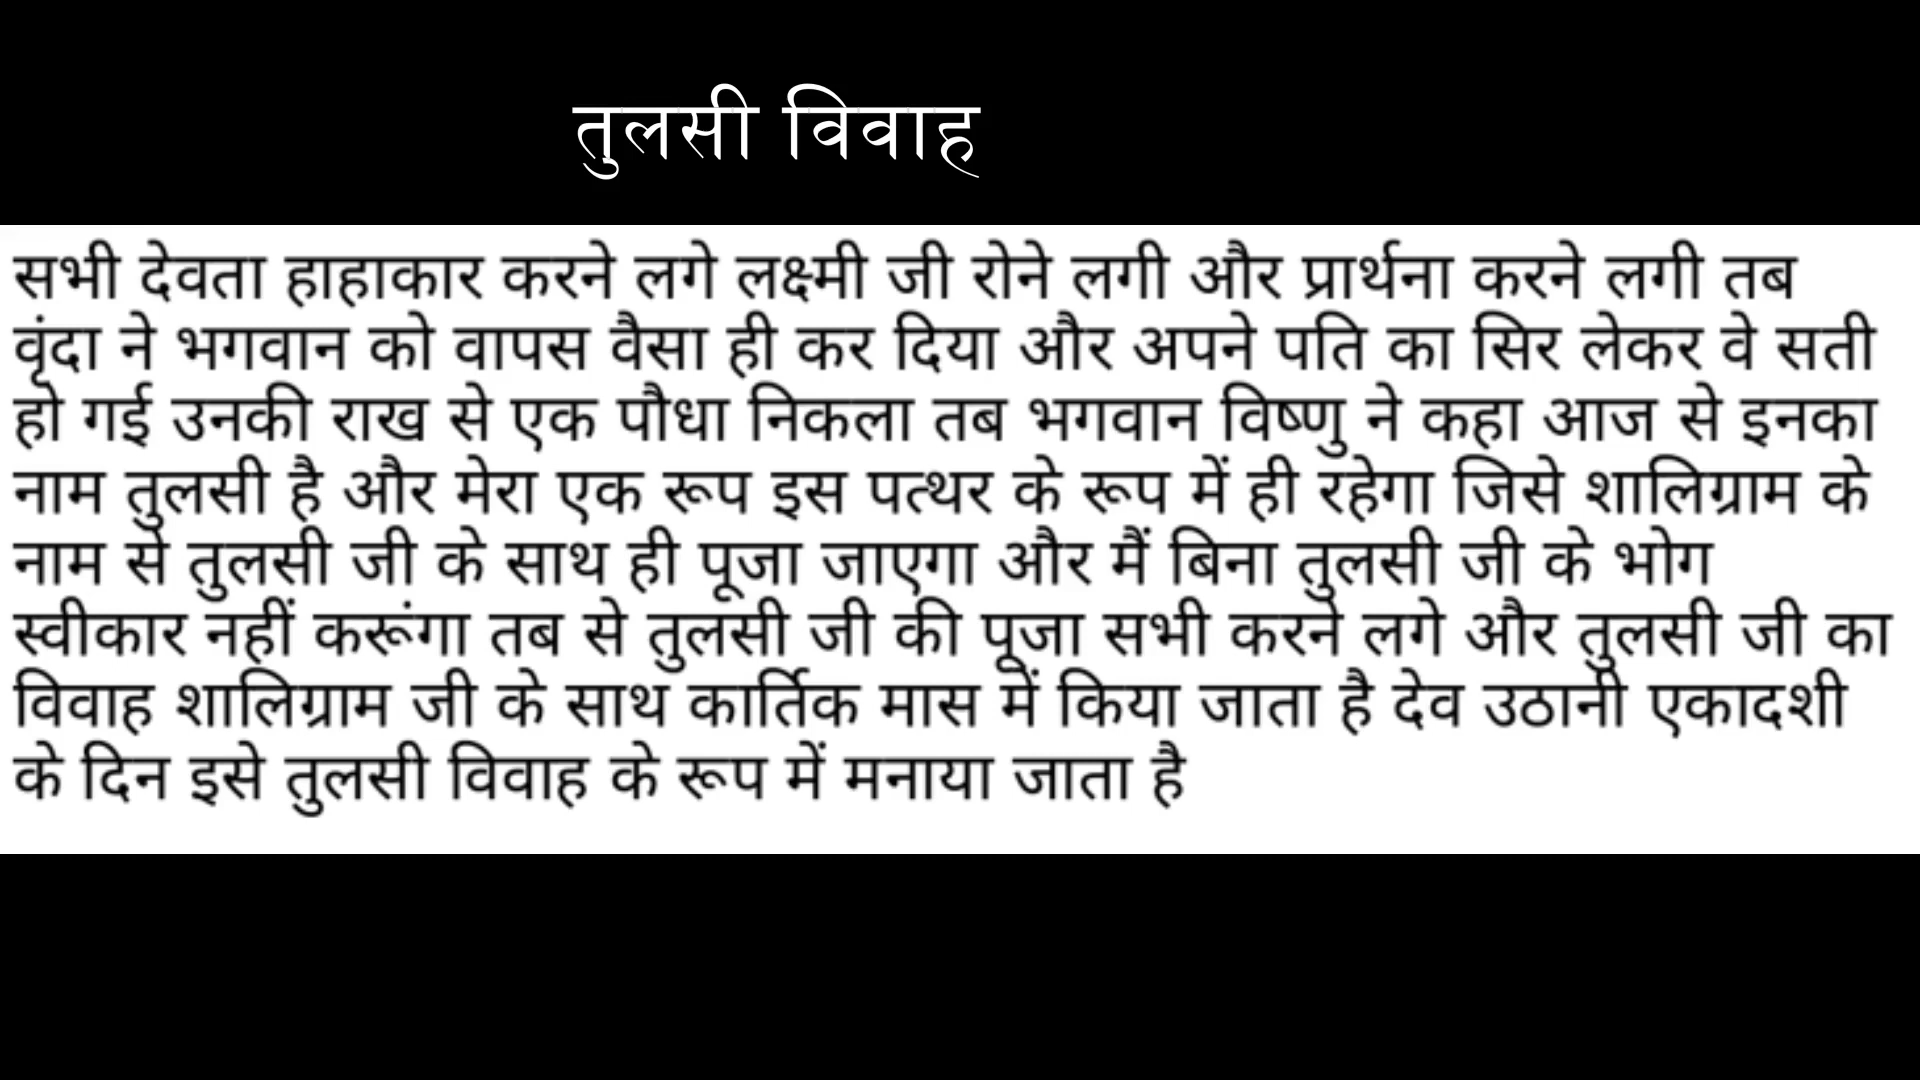 तुलसी विवाह
सभी देवता हाहाकार करने लगे लक्ष्मी जी रोने लगी और प्रार्थना करने लगी तब
वृंदा ने भगवान को वापस वैसा ही कर दिया और अपने पति का सिर लेकर वे सती
हो गई उनकी राख से एक पौधा निकला तब भगवान विष्णु ने कहा आज से इनका
नाम तुलसी है और मेरा एक रूप इस पत्थर के रूप में ही रहेगा जिसे शालिग्राम के
नाम से तुलसी जी के साथ ही पूजा जाएगा और मैं बिना तुलसी जी के भोग
स्वीकार नहीं करूंगा तब से तुलसी जी की पूजा सभी करने लगे और तुलसी जी का
विवाह शालिग्राम जी के साथ कार्तिक मास में किया जाता है देव उठानी एकादशी
के दिन इसे तुलसी विवाह के रूप में मनाया जाता है